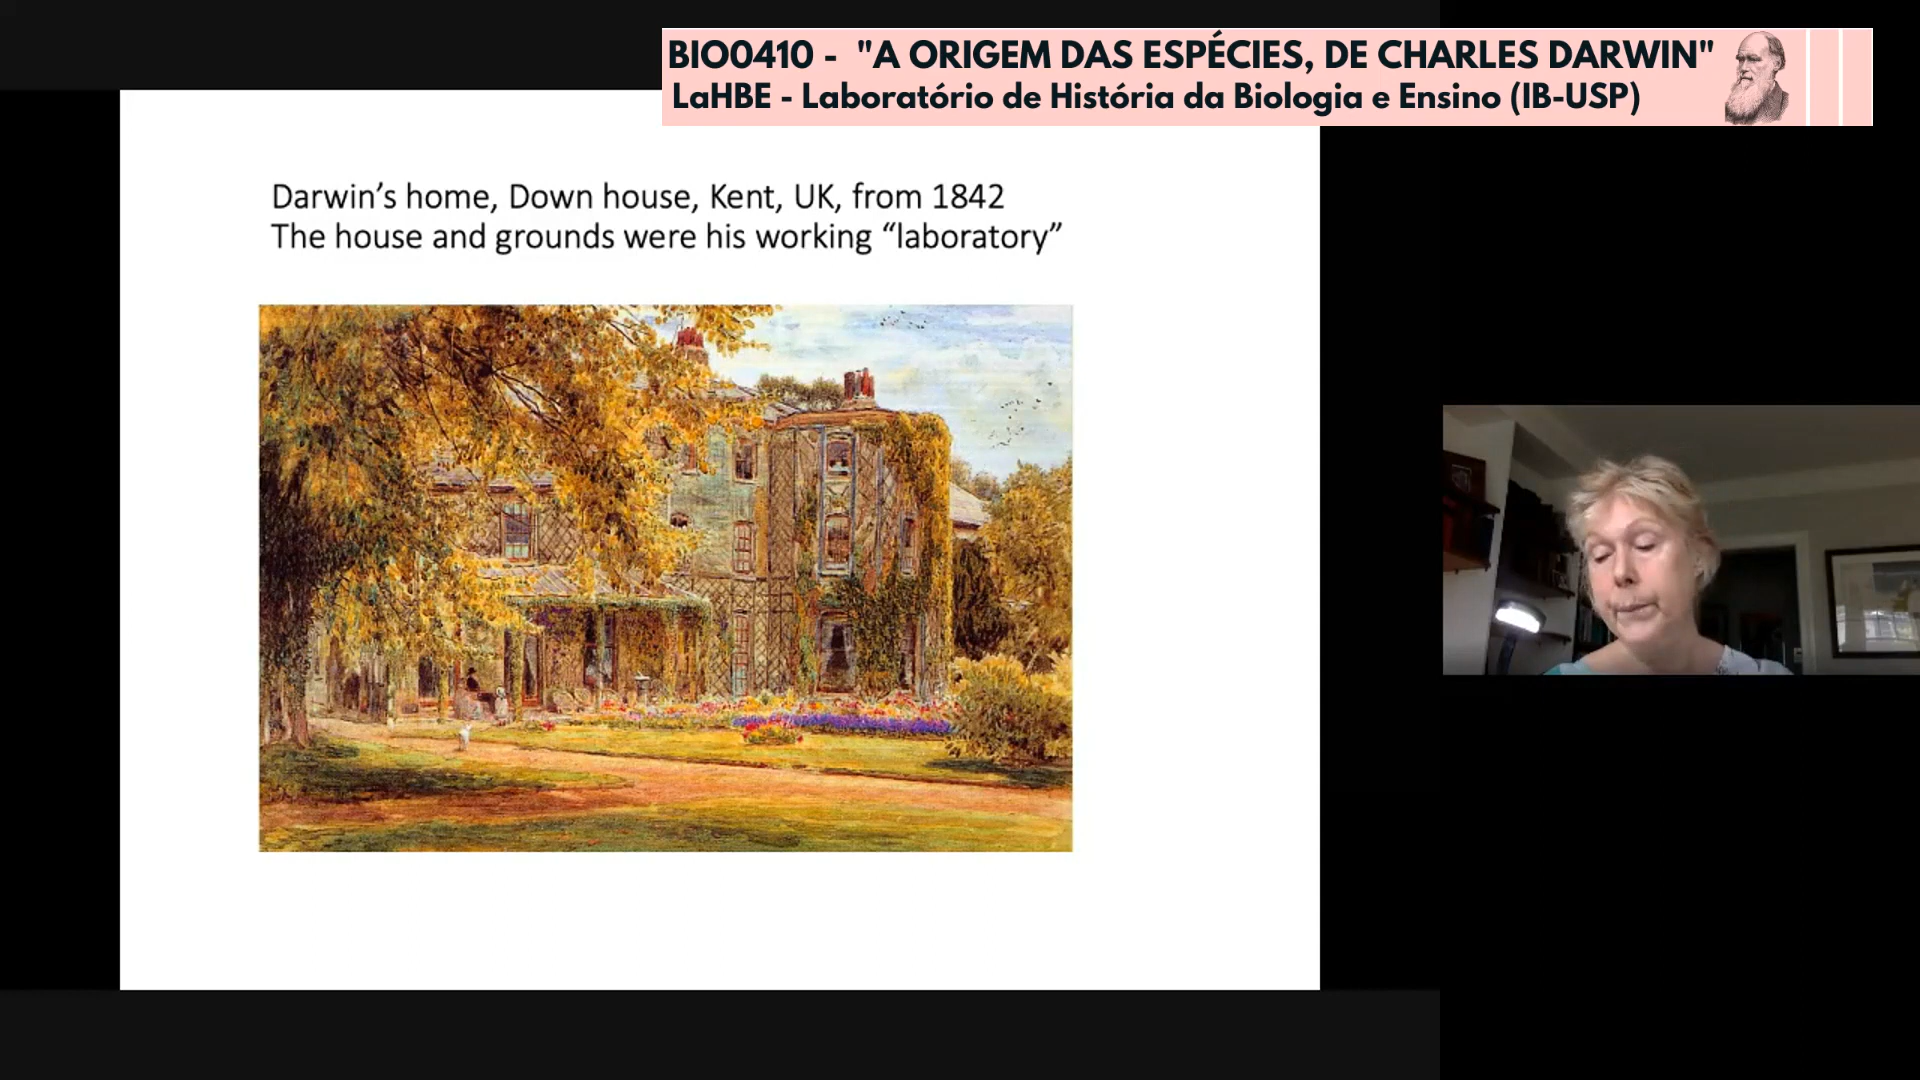 BIO0410 - "A ORIGEM DAS ESPÉCIES, DE CHARLES DARWIN"
LaHBE - Laboratório de História da Biologia e Ensino (IB-USP)
Darwin’s home, Down house, Kent, UK, from 1842
The house and grounds were his working “laboratory”